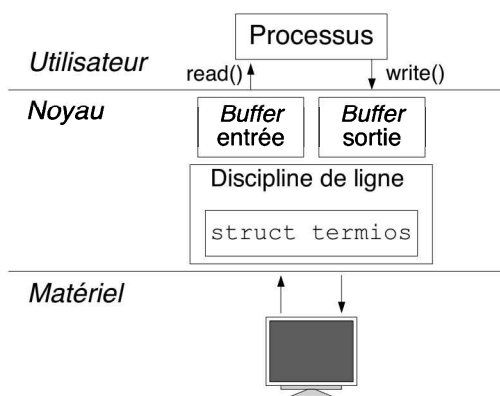 Processus
Utilisateur
read()
write()
Noyau
Buffer
entrée
Buffer
sortie
Discipline de ligne
struct termios
Matériel